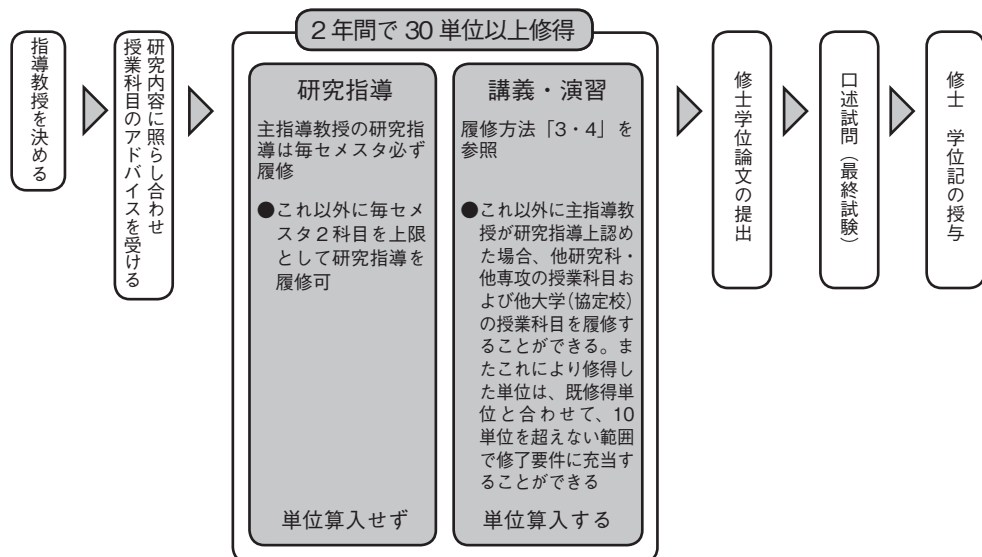 指導教授を決める
研究内容に照らし合わせ
授業科目のアドバイスを受ける
2年間で30単位以上修得
研究指導
主指導教授の研究指
導は毎セメスタ必ず
履修
●これ以外に毎セメ
スタ2科目を上限
として研究指導を
履修可
単位算入せず
講義・演習
履修方法「3・4」を
参照
●これ以外に主指導教
授が研究指導上認め
た場合、他研究科・
他専攻の授業科目お
よび他大学(協定校)
の授業科目を履修す
ることができる。ま
たこれにより修得し
た単位は、既修得単
位と合わせて、10
単位を超えない範囲
で修了要件に充当す
ることができる
単位算入する
修士学位論文の提出
口述試問(最終試験)
修士 学位記の授与